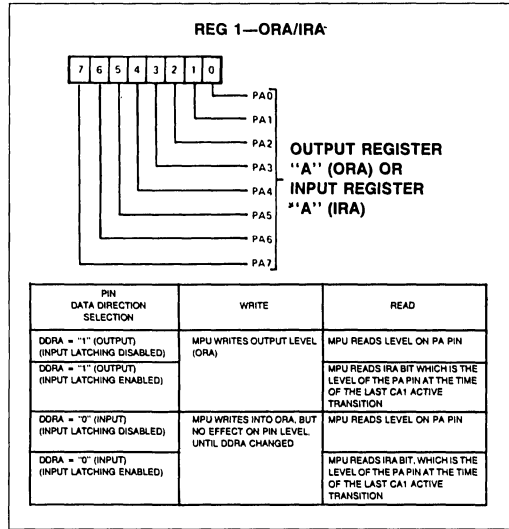 REG 1—ORA/IRA
7 6 5 4 3 2 1 0
PA0
PA1
PA2
PA3
PA4
PA5
PA6
PA7
OUTPUT REGISTER
"A" (ORA) OR
INPUT REGISTER
"A" (IRA)
PIN
DATA DIRECTION
SELECTION
WRITE
READ
DDRA = "1" (OUTPUT)
(INPUT LATCHING DISABLED)
MPU WRITES OUTPUT LEVEL
(ORA)
MPU READS LEVEL ON PA PIN
DDRA = "1" (OUTPUT)
(INPUT LATCHING ENABLED)
MPU READS IRA BIT WHICH IS THE
LEVEL OF THE PA PIN AT THE TIME
OF THE LAST CA1 ACTIVE
TRANSITION
DDRA = "0" (INPUT)
(INPUT LATCHING DISABLED)
MPU WRITES INTO ORA, BUT
NO EFFECT ON PIN LEVEL,
UNTIL DDRA CHANGED
MPU READS LEVEL ON PA PIN
DDRA = "0" (INPUT)
(INPUT LATCHING ENABLED)
MPU READS IRA BIT, WHICH IS THE
LEVEL OF THE PA PIN AT THE TIME
OF THE LAST CA1 ACTIVE
TRANSITION